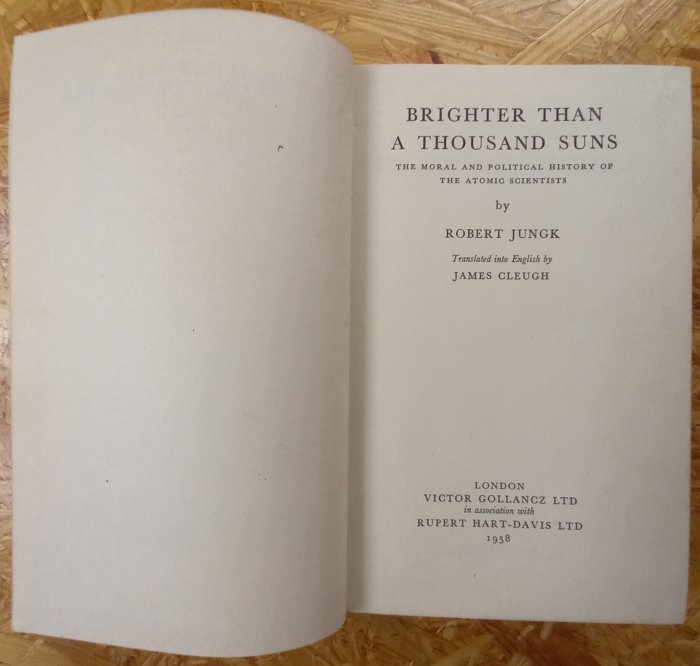 BRIGHTER THAN
A THOUSAND SUNS
THE MORAL AND POLITICAL HISTORY OF
THE ATOMIC SCIENTISTS
by
ROBERT JUNGK
Translated into English by
JAMES CLEUGH
LONDON
VICTOR GOLLANCZ LTD
in association with
RUPERT HART-DAVIS LTD
1958